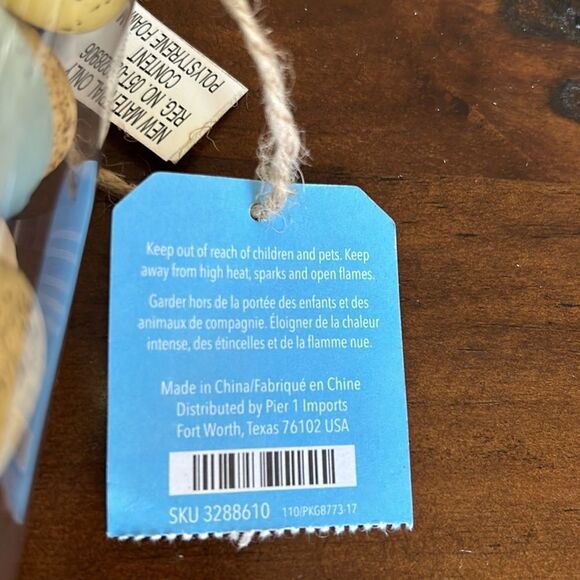 NEW MATERIAL ONLY
REG. NO.
CONTENT
POLYSTYRENE FOAM
Keep out of reach of children and pets. Keep
away from high heat, sparks and open flames.
Garder hors de la portée des enfants et des
animaux de compagnie. Éloigner de la chaleur
intense, des étincelles et de la flamme nue.
Made in China/Fabriqué en Chine
Distributed by Pier 1 Imports
Fort Worth, Texas 76102 USA
SKU 3288610 110/PKG8773-17